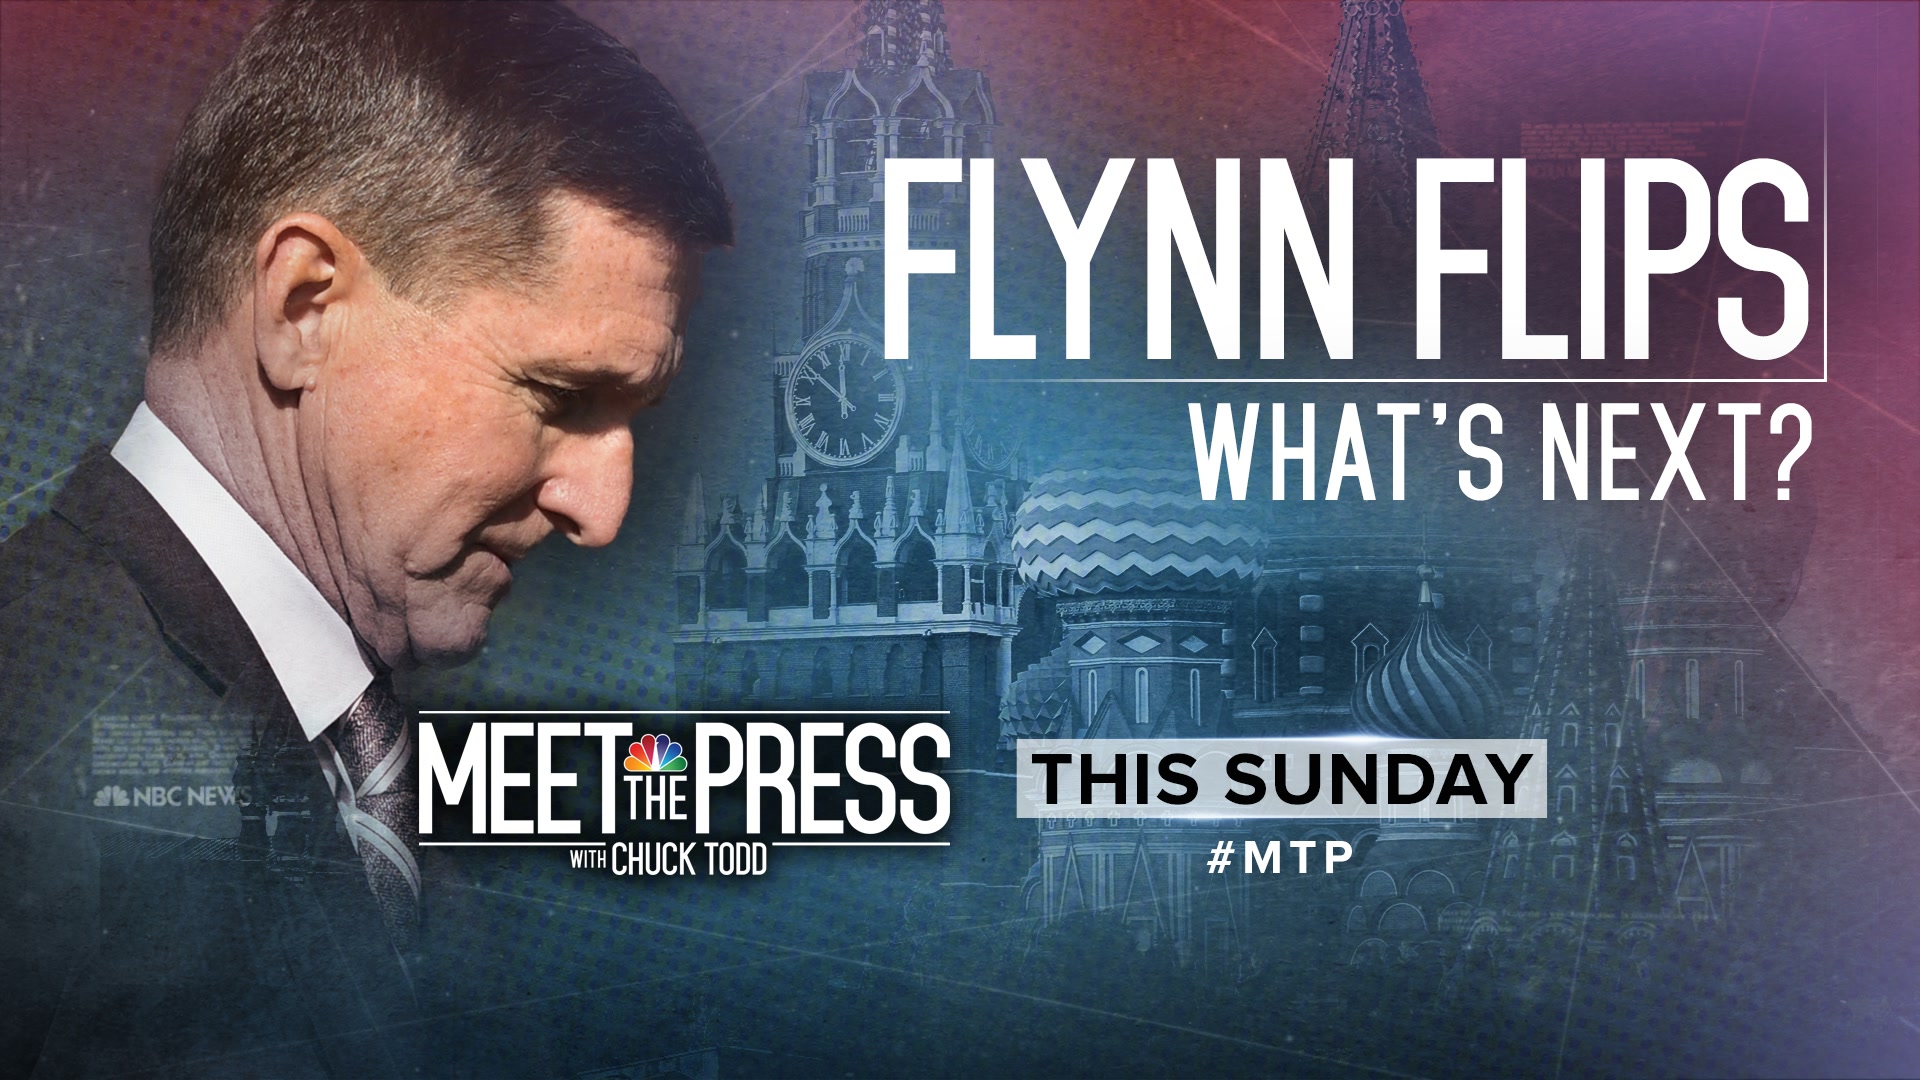 FLYNN FLIPS
WHAT'S NEXT?
NBC NEWS
MEET THE PRESS
WITH CHUCK TODD
THIS SUNDAY
#MTP